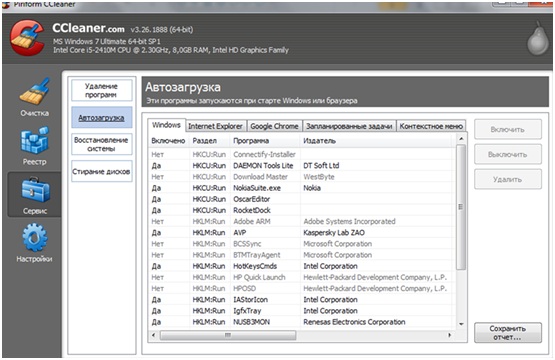 Piriform CCleaner
CCleaner.com v3.26.1888 (64-bit)
MS Windows 7 Ultimate 64-bit SP1
Intel Core i5-2410M CPU @ 2.30GHz, 8,0GB RAM, Intel HD Graphics Family
Очистка
Реестр
Сервис
Настройки
Удаление программ
Автозагрузка
Восстановление системы
Стирание дисков
Автозагрузка
Эти программы запускаются при старте Windows или браузера
Windows Internet Explorer Google Chrome Запланированные задачи Контекстное меню
Включено Раздел Программа Издатель
Нет HKCU:Run Connectify-Installer
Да HKCU:Run DAEMON Tools Lite DT Soft Ltd
Нет HKCU:Run Download Master WestByte
Да HKCU:Run NokiaSuite.exe Nokia
Да HKCU:Run OscarEditor
Да HKCU:Run RocketDock
Нет HKLM:Run Adobe ARM Adobe Systems Incorporated
Да HKLM:Run AVP Kaspersky Lab ZAO
Нет HKLM:Run BCSSync Microsoft Corporation
Нет HKLM:Run BTMTrayAgent Microsoft Corporation
Да HKLM:Run HotKeysCmds Intel Corporation
Нет HKLM:Run HP Quick Launch Hewlett-Packard Development Company, L.P.
Нет HKLM:Run HPOSD Hewlett-Packard Development Company, L.P.
Да HKLM:Run IAStorIcon Intel Corporation
Да HKLM:Run IgfxTray Intel Corporation
Да HKLM:Run NUSB3MON Renesas Electronics Corporation
Включить
Выключить
Удалить
Сохранить отчет...